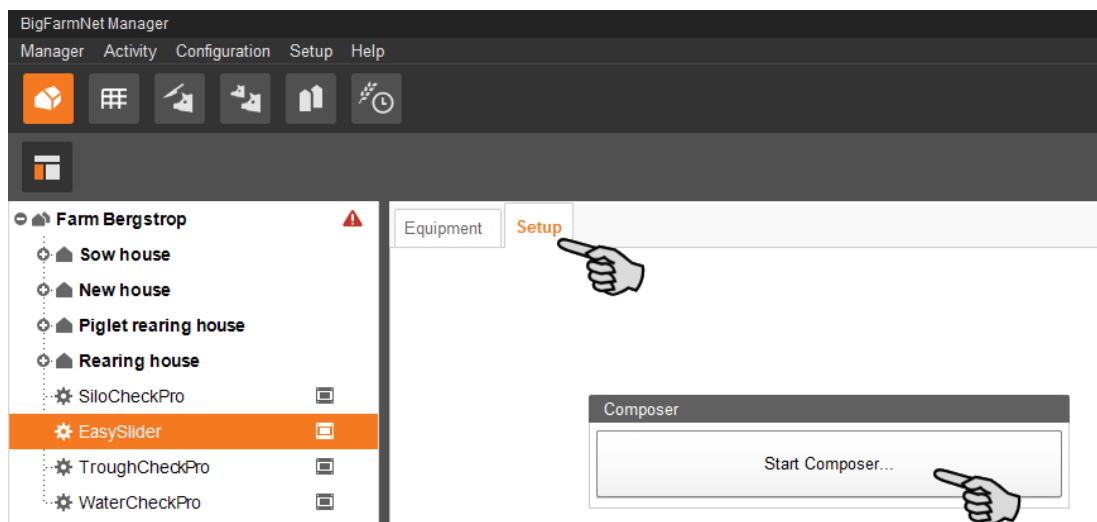 BigFarmNet Manager
Manager Activity Configuration Setup Help
Farm Bergstrop
Sow house
New house
Piglet rearing house
Rearing house
SiloCheckPro
EasySlider
TroughCheckPro
WaterCheckPro
Equipment Setup
Composer
Start Composer...